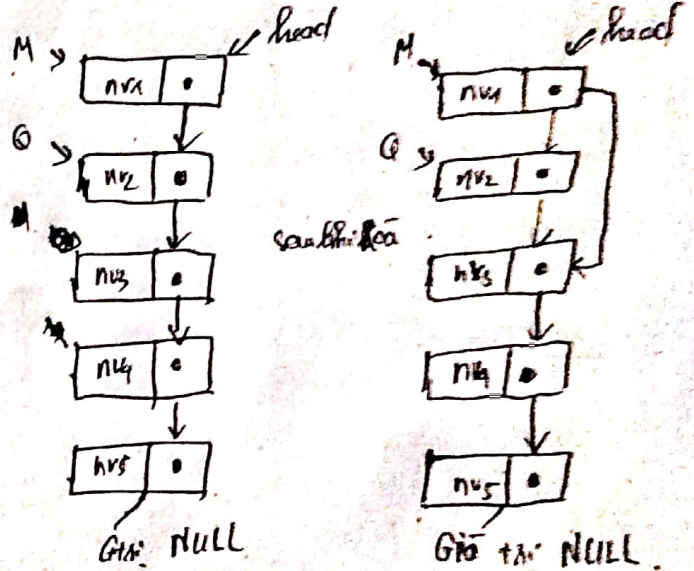 M head
nv1
Q
nv2
nv3
nv4
nv5
NULL
sau khi xoá
M head
nv1
Q
nv2
nv3
nv4
nv5
Giá trị NULL